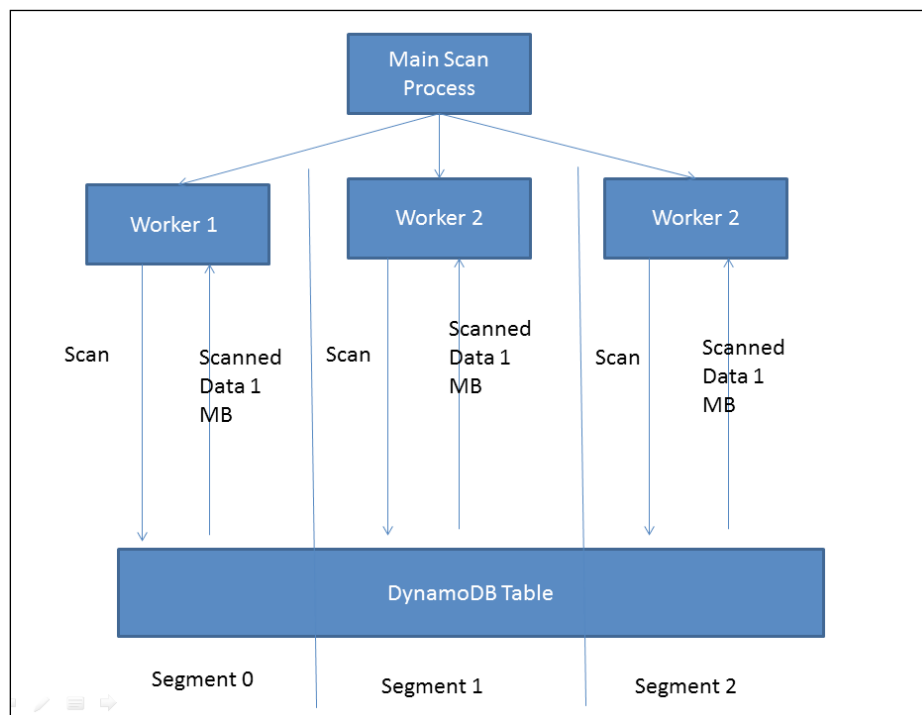 Main Scan
Process
Worker 1
Worker 2
Worker 2
Scan
Scanned
Data 1
MB
Scan
Scanned
Data 1
MB
Scan
Scanned
Data 1
MB
DynamoDB Table
Segment 0
Segment 1
Segment 2